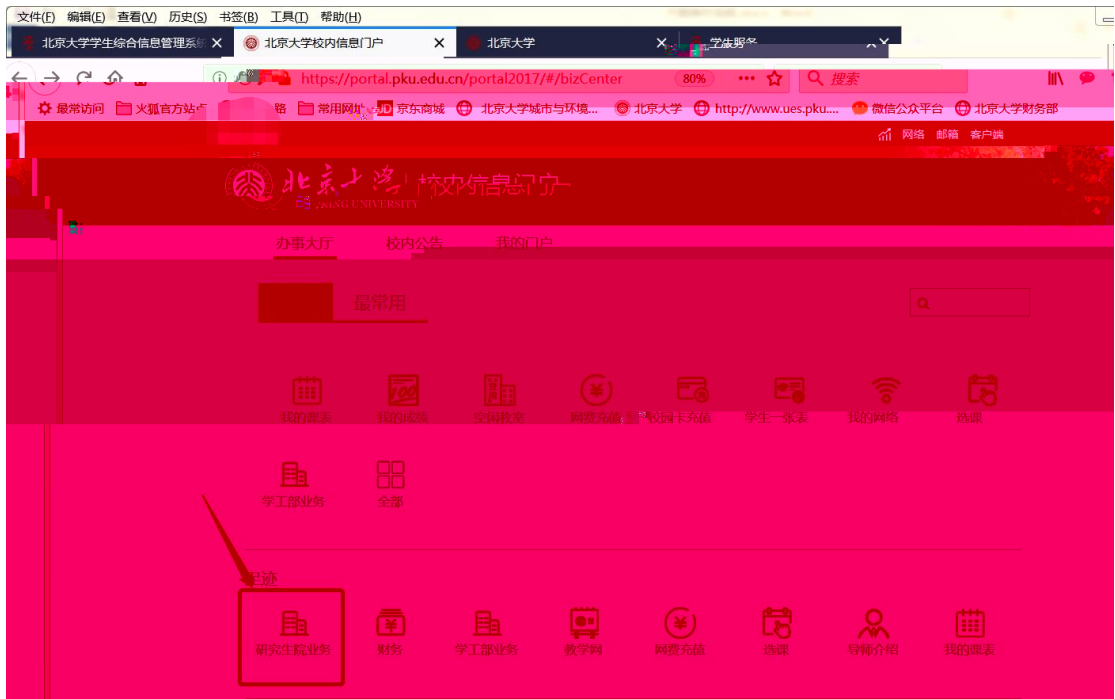 文件(F) 编辑(E) 查看(V) 历史(S) 书签(B) 工具(T) 帮助(H)
北京大学学生综合信息管理系统 北京大学校内信息门户 北京大学 学生服务
https://portal.pku.edu.cn/portal2017/#/bizCenter 80% 搜索
最常访问 火狐官方站点 常用网址 JD 京东商城 北京大学城市与环境... 北京大学 http://www.ues.pku.... 微信公众平台 北京大学财务部
网络 邮箱 客户端
北京大学 校内信息门户
PEKING UNIVERSITY
办事大厅 校内公告 我的门户
最常用
我的课表 我的成绩 空闲教室 网费充值 校园卡充值 学生一张表 我的网络 选课
学工部业务 全部
足迹
研究生院业务 财务 学工部业务 教学网 网费充值 选课 导师介绍 我的课表